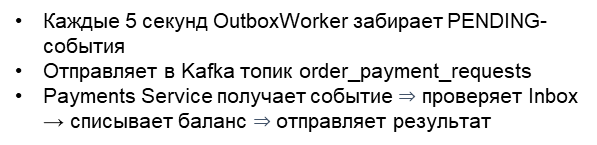 • Каждые 5 секунд OutboxWorker забирает PENDING-
события
• Отправляет в Kafka топик order_payment_requests
• Payments Service получает событие ⇒ проверяет Inbox
→ списывает баланс ⇒ отправляет результат